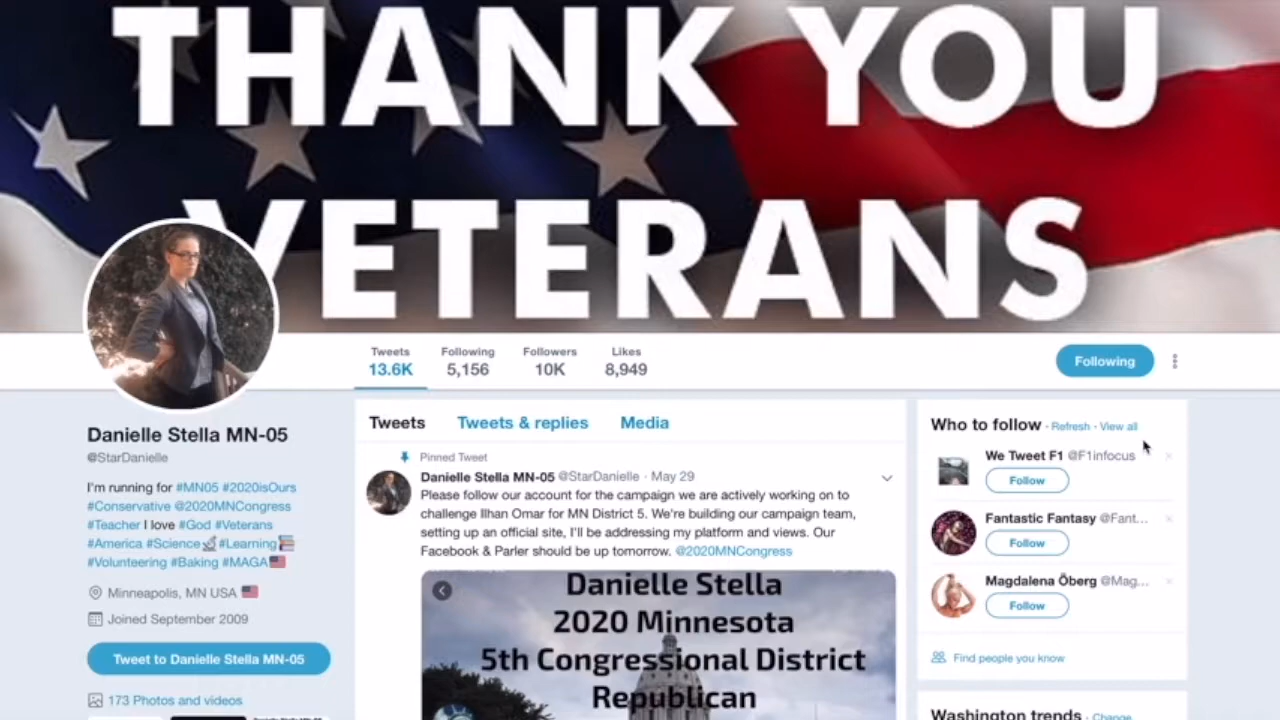 THANK YOU
VETERANS
Tweets
13.6K
Following
5,156
Followers
10K
Likes
8,949
Following
Danielle Stella MN-05
@StarDanielle
I'm running for #MN05 #2020isOurs
#Conservative @2020MNCongress
#Teacher I love #God #Veterans
#America #Science🔬#Learning📚
#Volunteering #Baking #MAGA🇺🇸
Minneapolis, MN USA 🇺🇸
Joined September 2009
Tweet to Danielle Stella MN-05
173 Photos and videos
Tweets Tweets & replies Media
Pinned Tweet
Danielle Stella MN-05 @StarDanielle · May 29
Please follow our account for the campaign we are actively working on to
challenge Ilhan Omar for MN District 5. We're building our campaign team,
setting up an official site, I'll be addressing my platform and views. Our
Facebook & Parler should be up tomorrow. @2020MNCongress
Danielle Stella
2020 Minnesota
5th Congressional District
Republican
Who to follow · Refresh · View all
We Tweet F1 @F1infocus
Follow
Fantastic Fantasy @Fant...
Follow
Magdalena Öberg @Mag...
Follow
Find people you know
Washington trends · Change